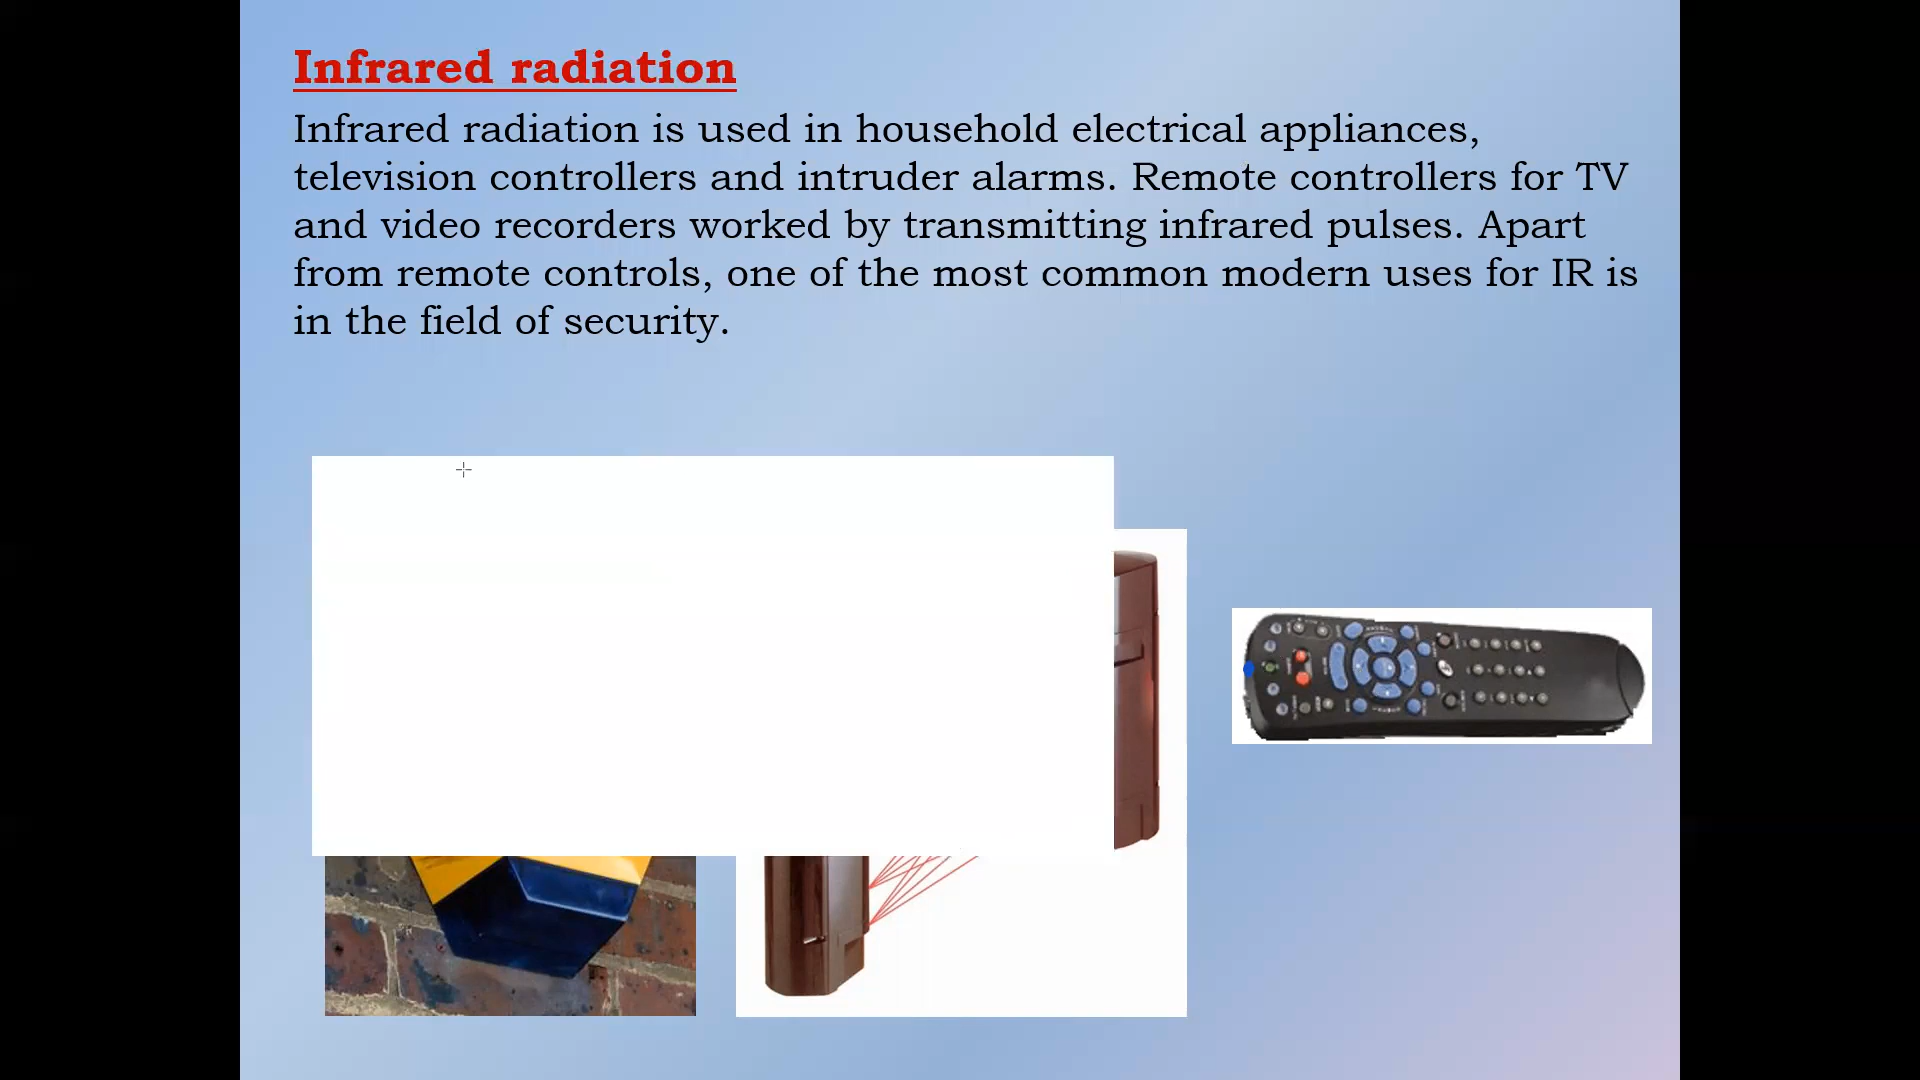 Infrared radiation
Infrared radiation is used in household electrical appliances,
television controllers and intruder alarms. Remote controllers for TV
and video recorders worked by transmitting infrared pulses. Apart
from remote controls, one of the most common modern uses for IR is
in the field of security.